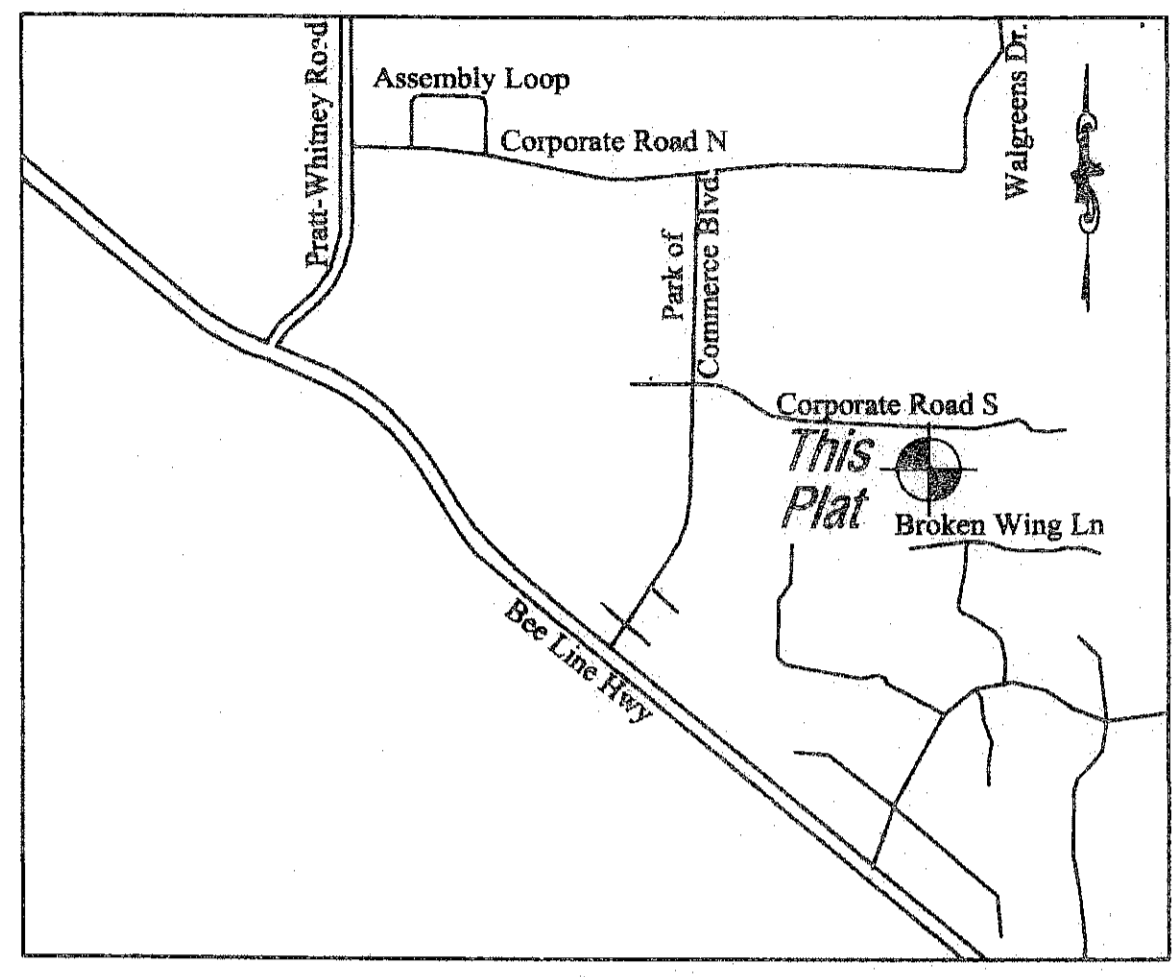 Pratt-Whitney Road
Assembly Loop
Corporate Road N
Walgreens Dr.
Park of
Commerce Blvd.
Corporate Road S
This
Plat
Broken Wing Ln
Bee Line Hwy